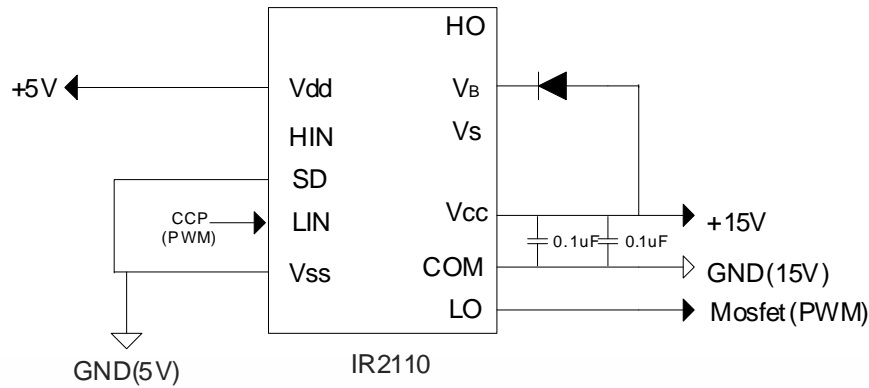 HO
+5V
Vdd
VB
HIN
Vs
SD
CCP
(PWM)
LIN
Vcc
+15V
0.1uF
0.1uF
Vss
COM
GND(15V)
LO
Mosfet(PWM)
GND(5V)
IR2110